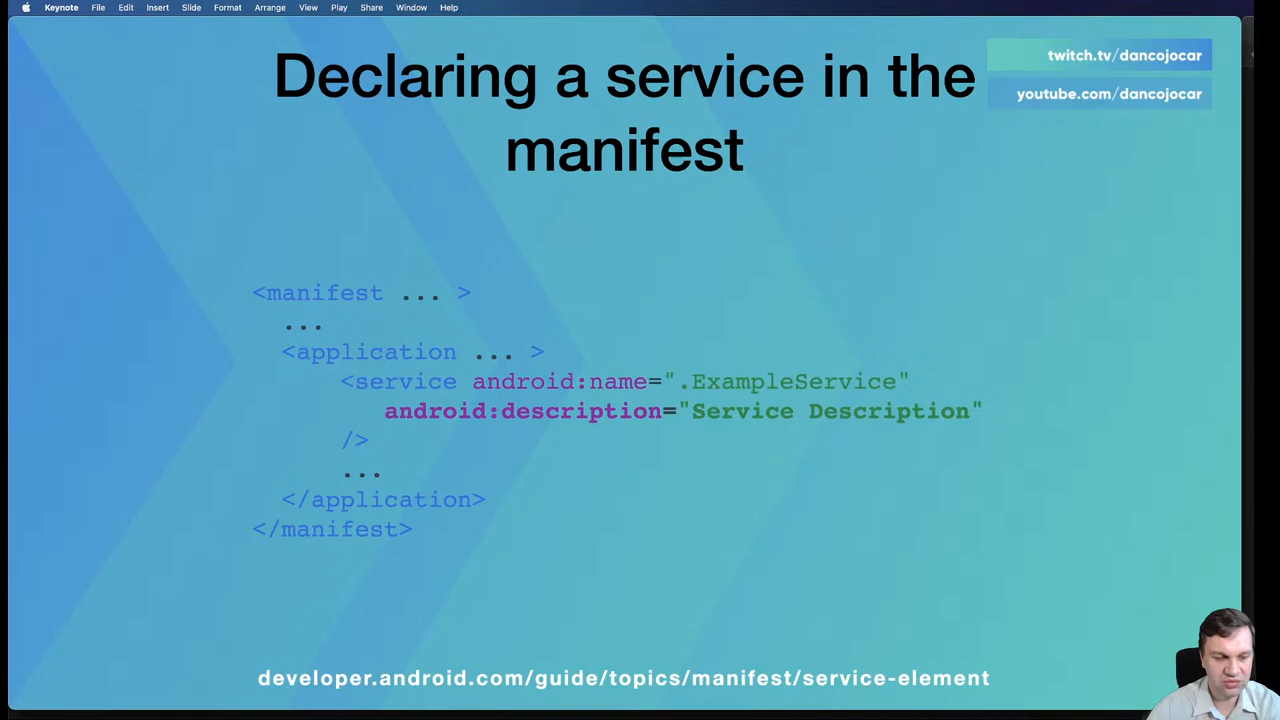 Keynote File Edit Insert Slide Format Arrange View Play Share Window Help
Declaring a service in the
manifest
twitch.tv/dancojocar
youtube.com/dancojocar
<manifest ... >
...
<application ... >
<service android:name=".ExampleService"
android:description="Service Description"
/>
...
</application>
</manifest>
developer.android.com/guide/topics/manifest/service-element